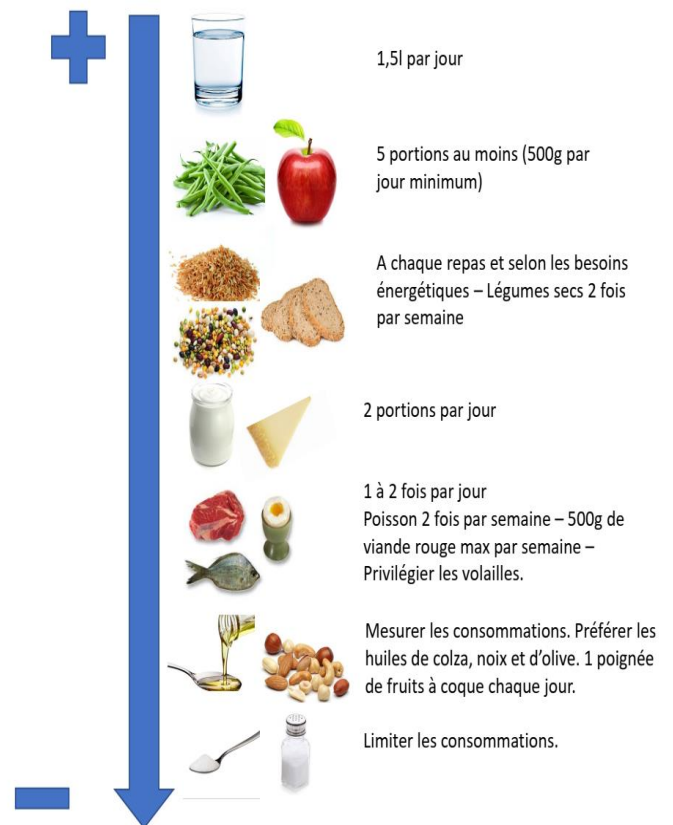 1,5l par jour
5 portions au moins (500g par
jour minimum)
A chaque repas et selon les besoins
énergétiques – Légumes secs 2 fois
par semaine
2 portions par jour
1 à 2 fois par jour
Poisson 2 fois par semaine – 500g de
viande rouge max par semaine –
Privilégier les volailles.
Mesurer les consommations. Préférer les
huiles de colza, noix et d’olive. 1 poignée
de fruits à coque chaque jour.
Limiter les consommations.